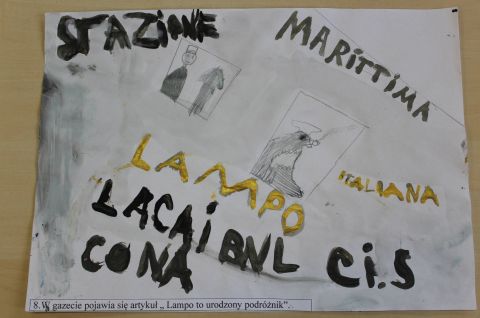 STAZIONE
MARITTIMA
LAMPO
ITALIANA
LACAiBNL
CONA
Ci.S
8. W gazecie pojawia się artykuł „ Lampo to urodzony podróżnik”.